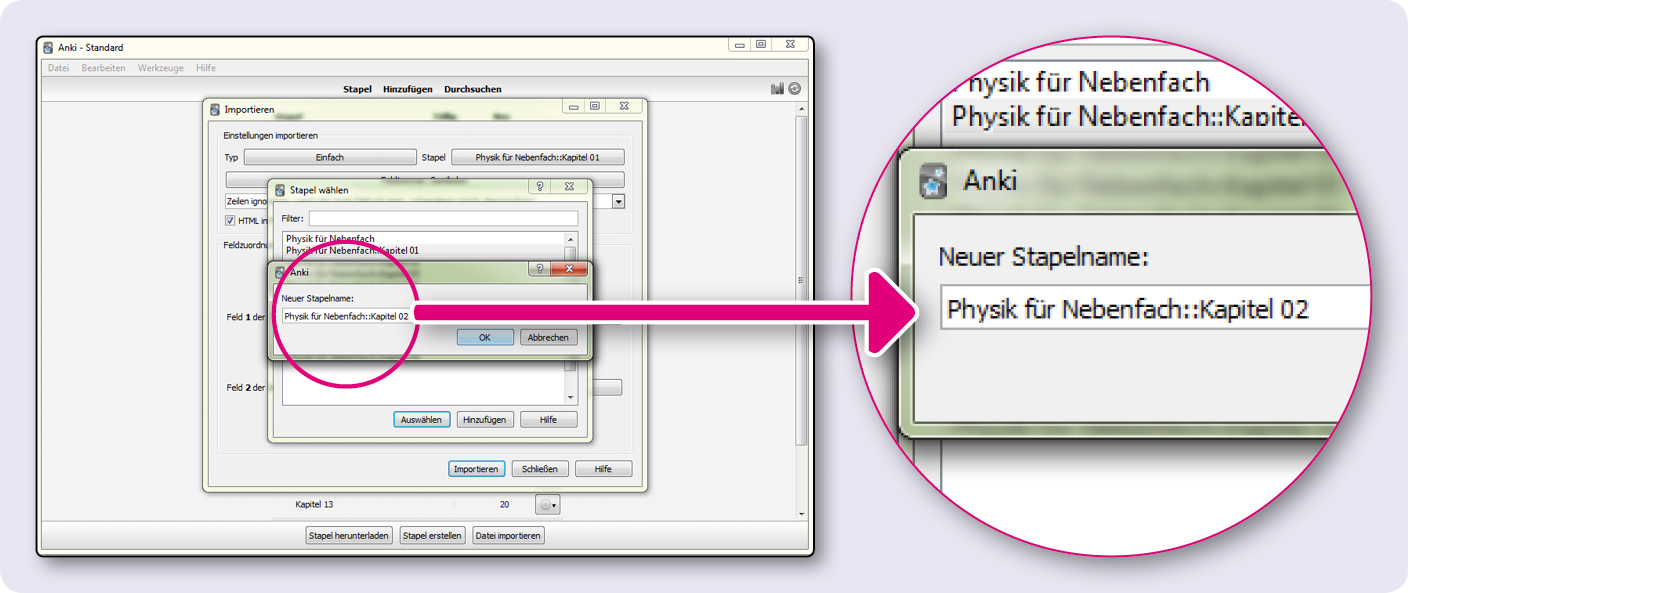 Anki - Standard
Datei Bearbeiten Werkzeuge Hilfe
Stapel Hinzufügen Durchsuchen
Importieren
Einstellungen importieren
Typ Einfach Stapel Physik für Nebenfach::Kapitel 01
Stapel wählen
Zeilen igno
Filter:
HTML in
Physik für Nebenfach
Feldzuordnu
Physik für Nebenfach::Kapitel 01
Anki
Neuer Stapelname:
Feld 1 der
Physik für Nebenfach::Kapitel 02
OK Abbrechen
Feld 2 der
Auswählen Hinzufügen Hilfe
Importieren Schließen Hilfe
Kapitel 13 20
Stapel herunterladen Stapel erstellen Datei importieren
hysik für Nebenfach
Physik für Nebenfach::Kapitel
Anki
Neuer Stapelname:
Physik für Nebenfach::Kapitel 02